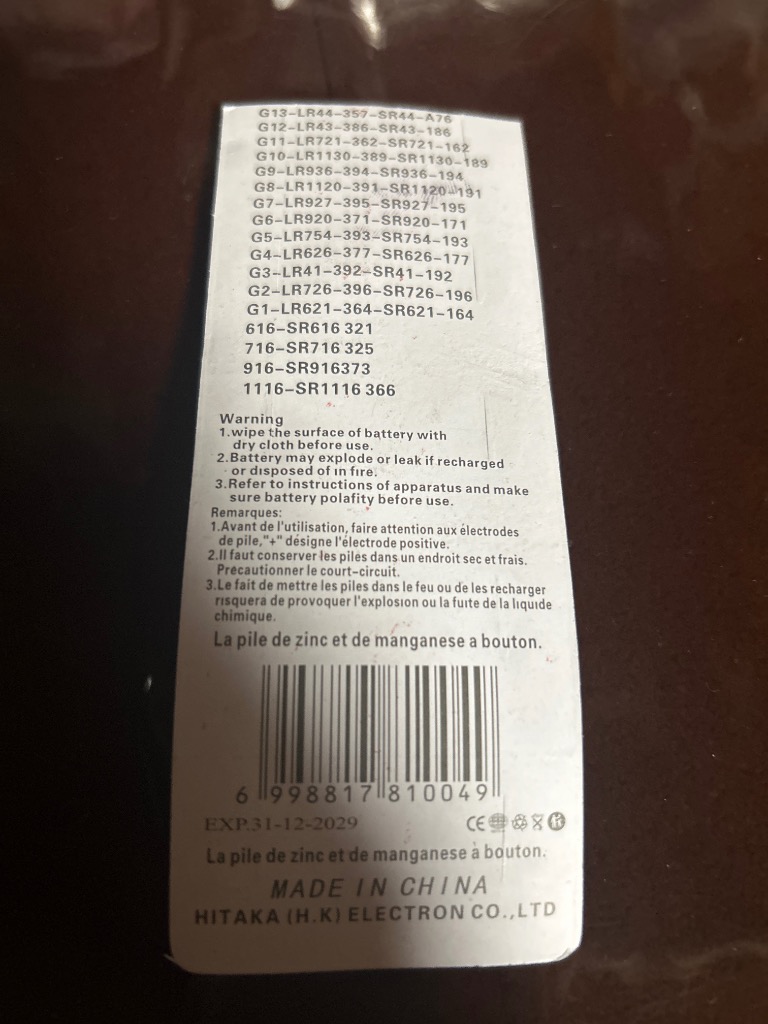 G13-LR44-357-SR44-A76
G12-LR43-386-SR43-186
G11-LR721-362-SR721-162
G10-LR1130-389-SR1130-189
G9-LR936-394-SR936-194
G8-LR1120-391-SR1120-191
G7-LR927-395-SR927-195
G6-LR920-371-SR920-171
G5-LR754-393-SR754-193
G4-LR626-377-SR626-177
G3-LR41-392-SR41-192
G2-LR726-396-SR726-196
G1-LR621-364-SR621-164
616-SR616 321
716-SR716 325
916-SR916373
1116-SR1116 366
Warning
1.wipe the surface of battery with
dry cloth before use.
2.Battery may explode or leak if recharged
or disposed of in fire.
3.Refer to instructions of apparatus and make
sure battery polafity before use.
Remarques:
1.Avant de l'utilisation, faire attention aux électrodes
de pile,"+" désigne l'électrode positive.
2.Il faut conserver les piles dans un endroit sec et frais.
Precautionner le court-circuit.
3.Le fait de mettre les piles dans le feu ou de les recharger
risquera de provoquer l'explosion ou la fuite de la liquide
chimique.
La pile de zinc et de manganese a bouton.
6 998817 810049
EXP.31-12-2029
CE
La pile de zinc et de manganese à bouton.
MADE IN CHINA
HITAKA (H.K) ELECTRON CO.,LTD